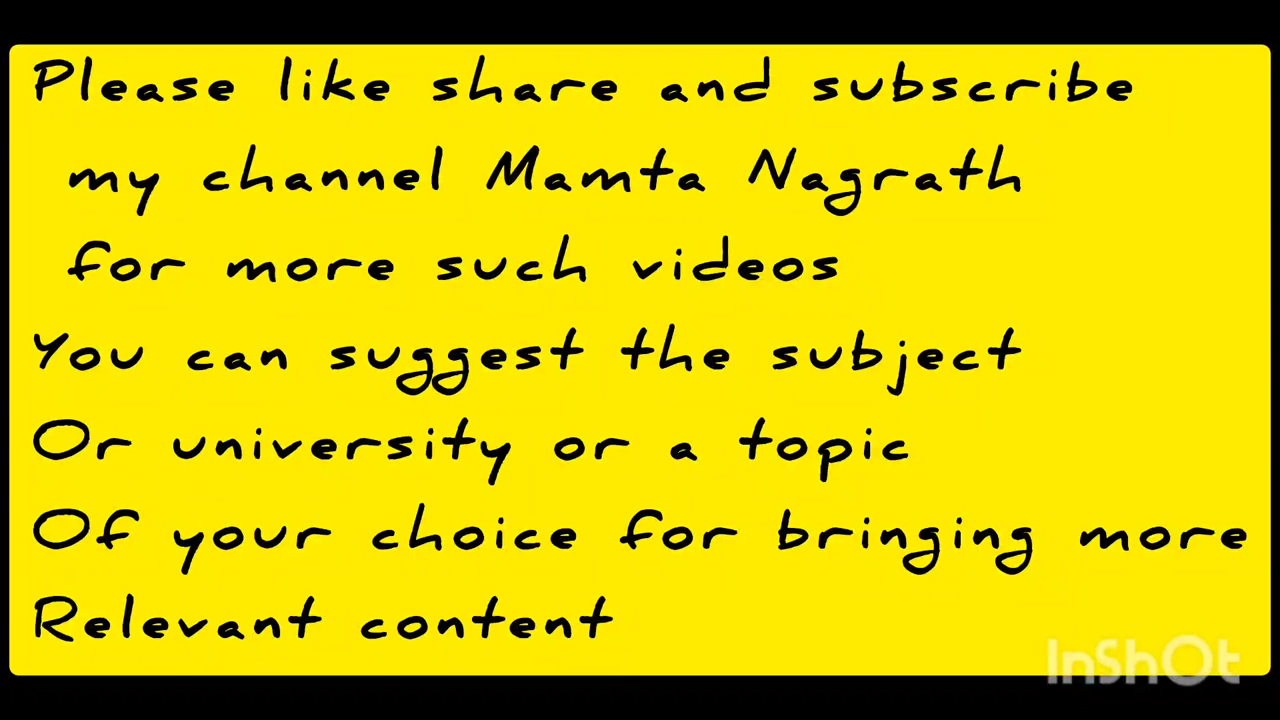 Please like share and subscribe
my channel Mamta Nagrath
for more such videos
You can suggest the subject
Or university or a topic
Of your choice for bringing more
Relevant content
InShOt